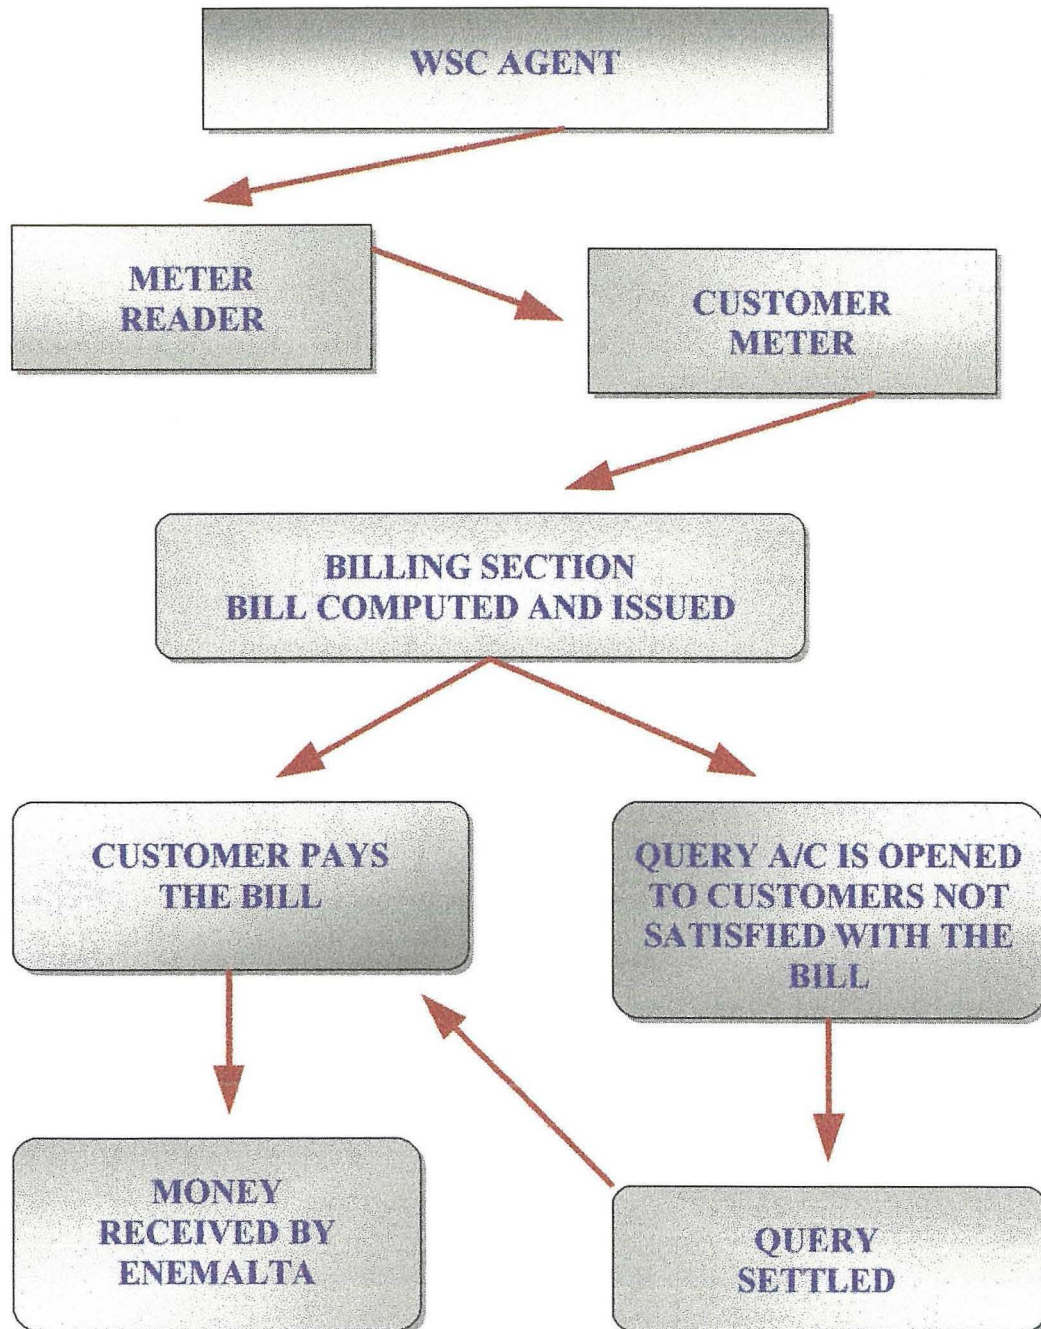 WSC AGENT
METER
READER
CUSTOMER
METER
BILLING SECTION
BILL COMPUTED AND ISSUED
CUSTOMER PAYS
THE BILL
QUERY A/C IS OPENED
TO CUSTOMERS NOT
SATISFIED WITH THE
BILL
MONEY
RECEIVED BY
ENEMALTA
QUERY
SETTLED